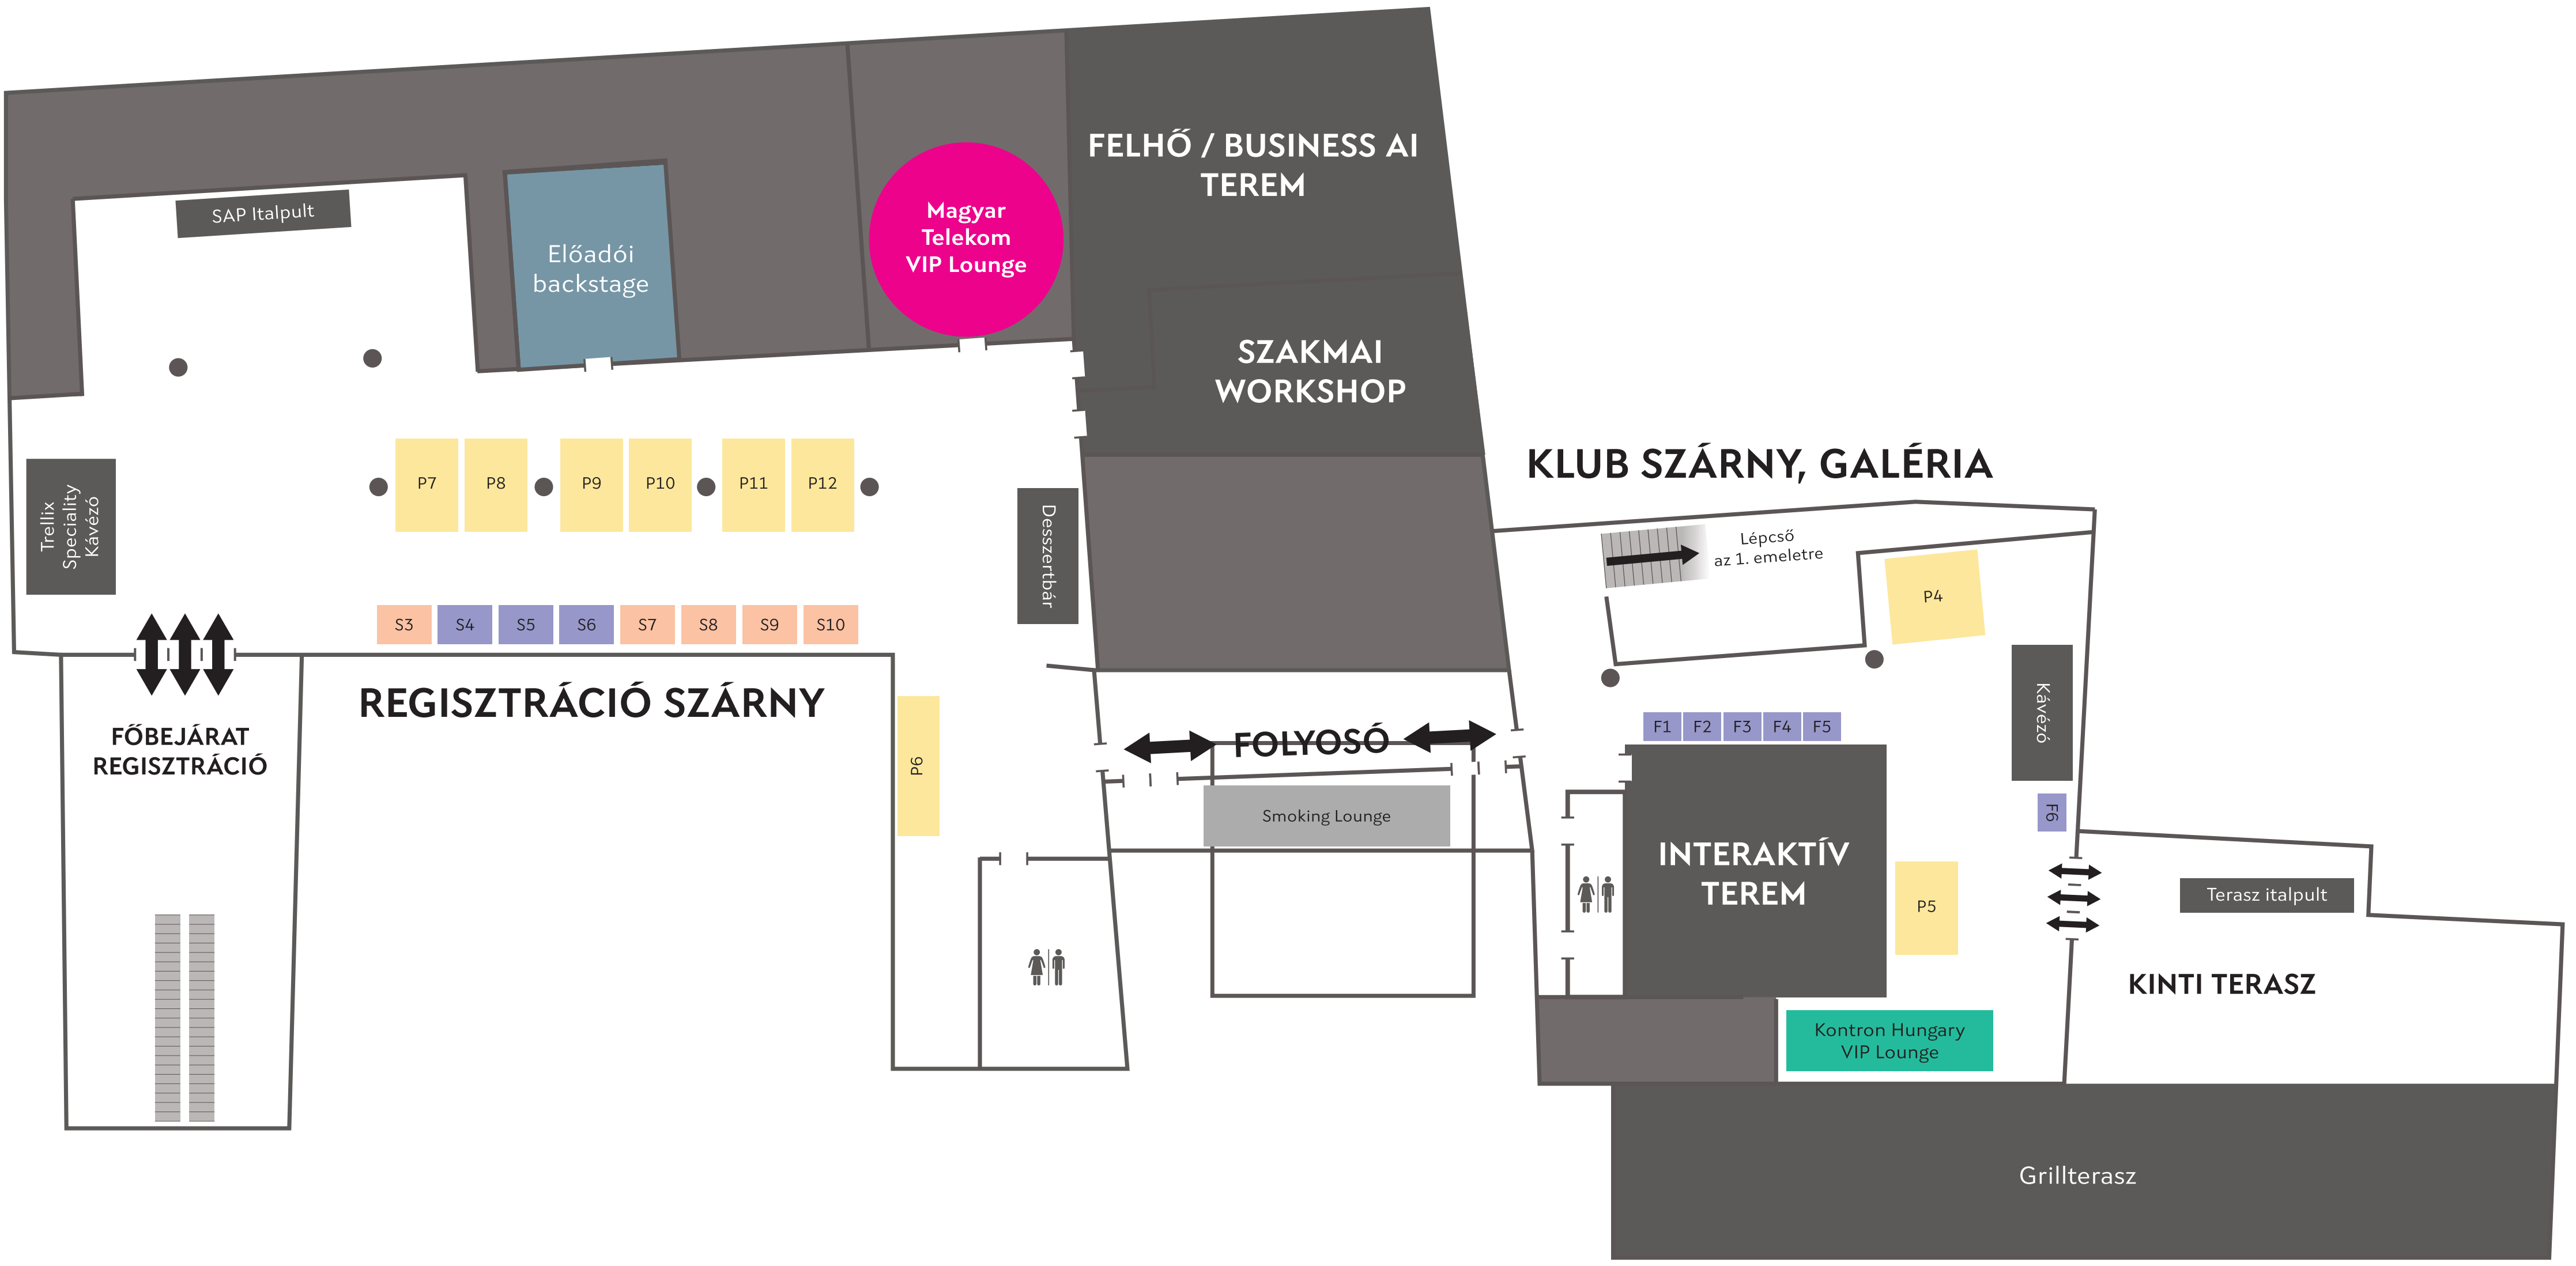 FELHŐ / BUSINESS AI
TEREM
SAP Italpult
Magyar
Telekom
VIP Lounge
Előadói
backstage
SZAKMAI
WORKSHOP
KLUB SZÁRNY, GALÉRIA
P7
P8
P9
P10
P11
P12
Trellix
Speciality
Kávézó
Desszertbár
Lépcső
az 1. emeletre
P4
S3
S4
S5
S6
S7
S8
S9
S10
REGISZTRÁCIÓ SZÁRNY
FŐBEJÁRAT
REGISZTRÁCIÓ
P6
FOLYOSÓ
Smoking Lounge
F1
F2
F3
F4
F5
Kávézó
F6
INTERAKTÍV
TEREM
P5
Terasz italpult
KINTI TERASZ
Kontron Hungary
VIP Lounge
Grillterasz